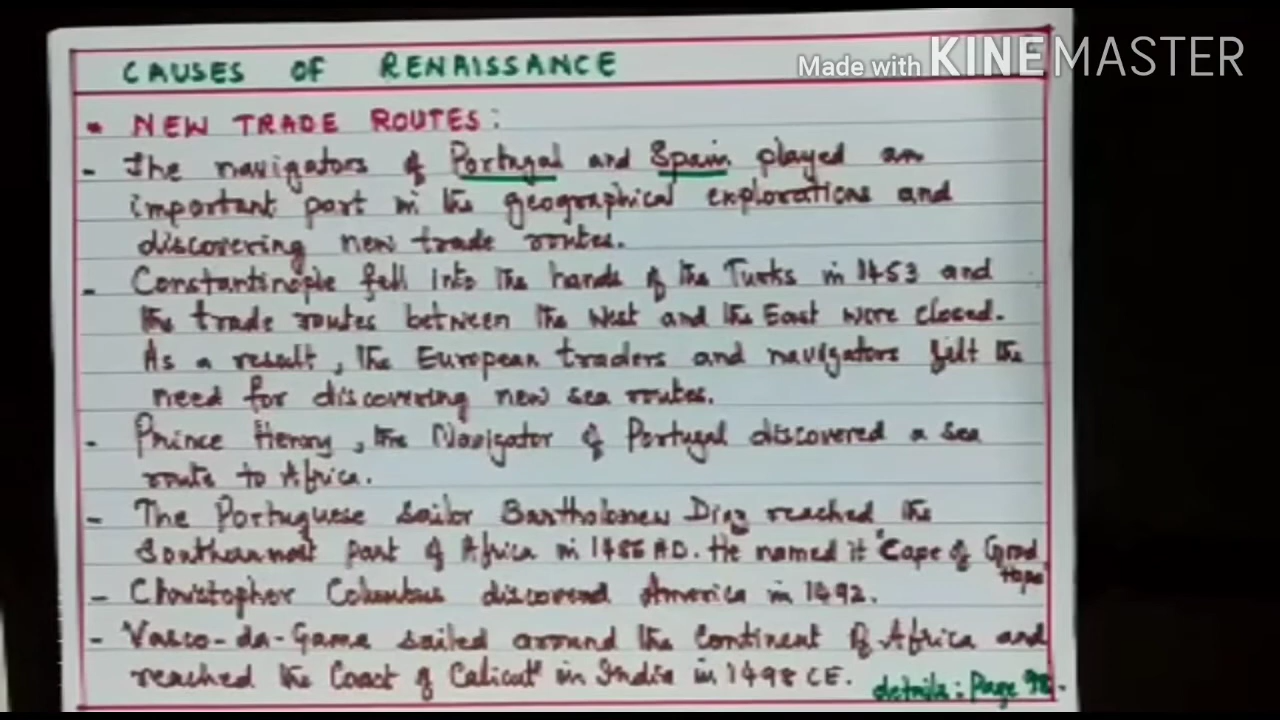 CAUSES OF RENAISSANCE
Made with KINEMASTER
• NEW TRADE ROUTES:
- The navigators of Portugal and Spain played an
important part in the geographical explorations and
discovering new trade routes.
- Constantinople fell into the hands of the Turks in 1453 and
the trade routes between the West and the East were closed.
As a result, the European traders and navigators felt the
need for discovering new sea routes.
- Prince Henry, the Navigator of Portugal discovered a sea
route to Africa.
- The Portuguese sailor Bartholomew Diaz reached the
Southernmost part of Africa in AD. He named it "Cape of Good
Hope
- Christopher Columbus discovered America in 1492.
- Vasco-da-Gama sailed around the Continent of Africa and
reached the Coast of Calicut in India in 1498 CE.
details: Page 98.